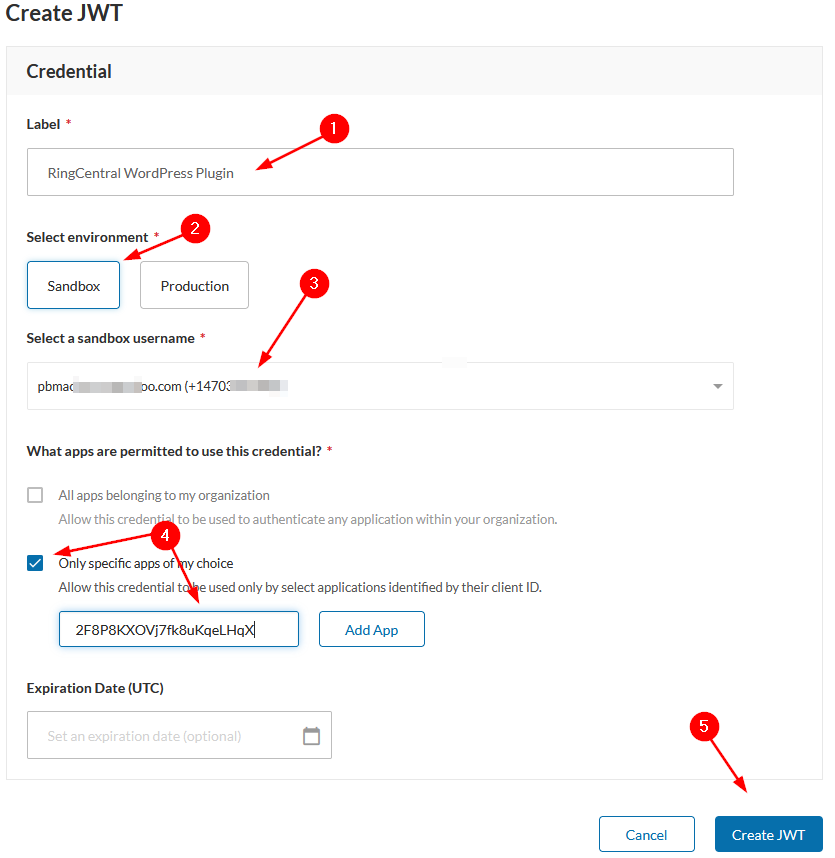 Create JWT
Credential
Label *
1
RingCentral WordPress Plugin
Select environment *
2
Sandbox
Production
3
Select a sandbox username *
pbmac oo.com (+14703
What apps are permitted to use this credential? *
All apps belonging to my organization
Allow this credential to be used to authenticate any application within your organization.
4
Only specific apps of my choice
Allow this credential to be used only by select applications identified by their client ID.
2F8P8KXOVj7fk8uKqeLHqX
Add App
Expiration Date (UTC)
Set an expiration date (optional)
5
Cancel
Create JWT